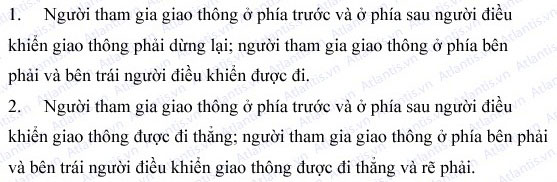 1. Người tham gia giao thông ở phía trước và ở phía sau người điều
khiển giao thông phải dừng lại; người tham gia giao thông ở phía bên
phải và bên trái người điều khiển được đi.
2. Người tham gia giao thông ở phía trước và ở phía sau người điều
khiển giao thông được đi thẳng; người tham gia giao thông ở phía bên phải
và bên trái người điều khiển giao thông được đi thẳng và rẽ phải.